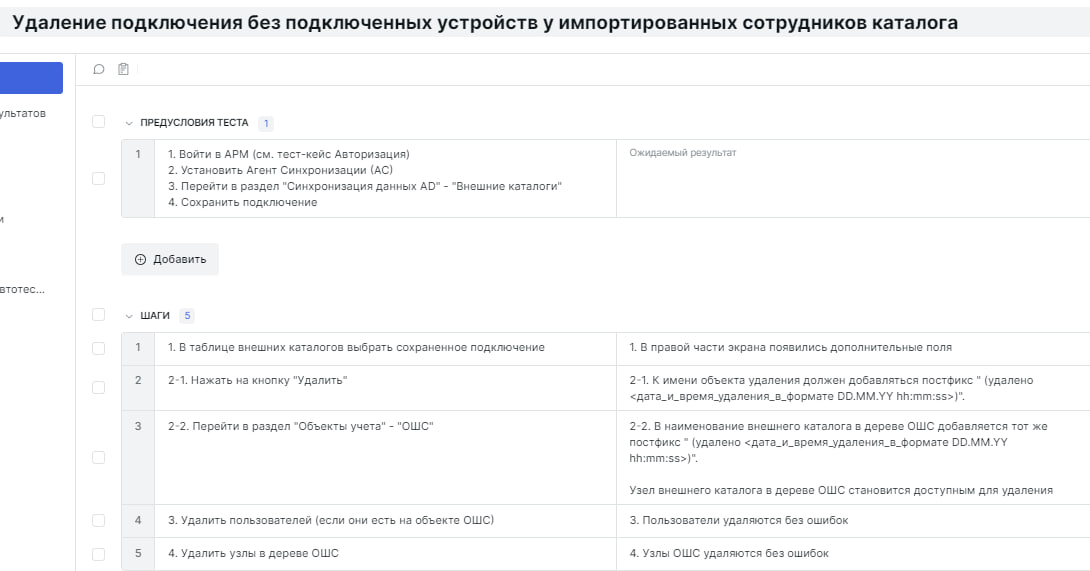 Удаление подключения без подключенных устройств у импортированных сотрудников каталога
ультатов
и
втотес...
ПРЕДУСЛОВИЯ ТЕСТА 1
1
1. Войти в АРМ (см. тест-кейс Авторизация)
2. Установить Агент Синхронизации (АС)
3. Перейти в раздел "Синхронизация данных AD" - "Внешние каталоги"
4. Сохранить подключение
Ожидаемый результат
Добавить
ШАГИ 5
1
1. В таблице внешних каталогов выбрать сохраненное подключение
1. В правой части экрана появились дополнительные поля
2
2-1. Нажать на кнопку "Удалить"
2-1. К имени объекта удаления должен добавляться постфикс " (удалено
<дата_и_время_удаления_в_формате DD.MM.YY hh:mm:ss>)".
3
2-2. Перейти в раздел "Объекты учета" - "ОШС"
2-2. В наименование внешнего каталога в дереве ОШС добавляется тот же
постфикс " (удалено <дата_и_время_удаления_в_формате DD.MM.YY
hh:mm:ss>)".
Узел внешнего каталога в дереве ОШС становится доступным для удаления
4
3. Удалить пользователей (если они есть на объекте ОШС)
3. Пользователи удаляются без ошибок
5
4. Удалить узлы в дереве ОШС
4. Узлы ОШС удаляются без ошибок